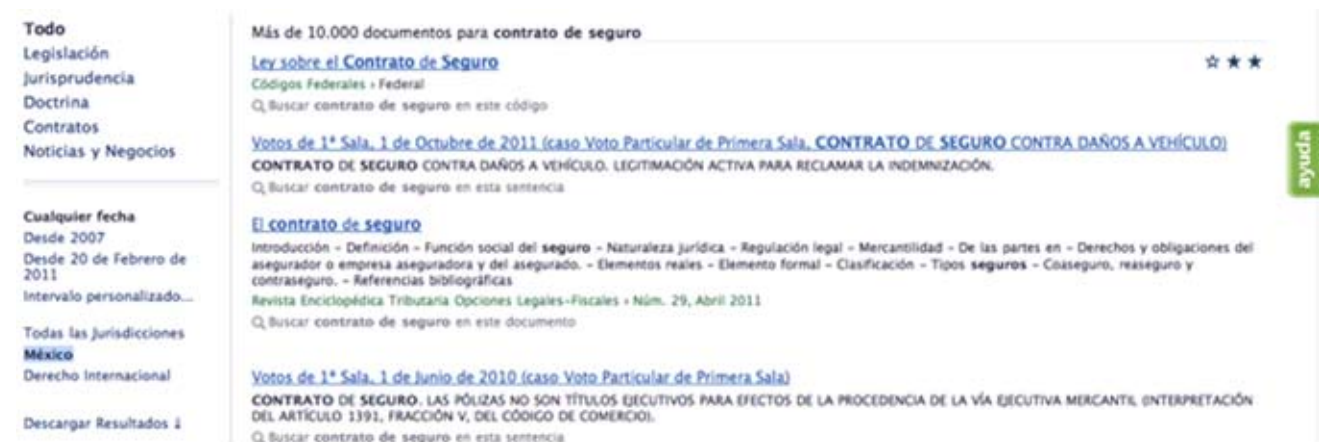 Todo
Legislación
Jurisprudencia
Doctrina
Contratos
Noticias y Negocios
Cualquier fecha
Desde 2007
Desde 20 de Febrero de
2011
Intervalo personalizado...
Todas las Jurisdicciones
México
Derecho Internacional
Descargar Resultados ↓
Más de 10.000 documentos para contrato de seguro
Ley sobre el Contrato de Seguro
Códigos Federales › Federal
Buscar contrato de seguro en este código
Votos de 1ª Sala, 1 de Octubre de 2011 (caso Voto Particular de Primera Sala, CONTRATO DE SEGURO CONTRA DAÑOS A VEHÍCULO)
CONTRATO DE SEGURO CONTRA DAÑOS A VEHÍCULO. LEGITIMACIÓN ACTIVA PARA RECLAMAR LA INDEMNIZACIÓN.
Buscar contrato de seguro en esta sentencia
El contrato de seguro
Introducción - Definición - Función social del seguro - Naturaleza jurídica - Regulación legal - Mercantilidad - De las partes en - Derechos y obligaciones del
asegurador o empresa aseguradora y del asegurado. - Elementos reales - Elemento formal - Clasificación - Tipos seguros - Coaseguro, reaseguro y
contraseguro. - Referencias bibliográficas
Revista Enciclopédica Tributaria Opciones Legales-Fiscales › Núm. 29, Abril 2011
Buscar contrato de seguro en este documento
Votos de 1ª Sala, 1 de Junio de 2010 (caso Voto Particular de Primera Sala)
CONTRATO DE SEGURO. LAS PÓLIZAS NO SON TÍTULOS EJECUTIVOS PARA EFECTOS DE LA PROCEDENCIA DE LA VÍA EJECUTIVA MERCANTIL (INTERPRETACIÓN
DEL ARTÍCULO 1391, FRACCIÓN V, DEL CÓDIGO DE COMERCIO).
Buscar contrato de seguro en esta sentencia
ayuda